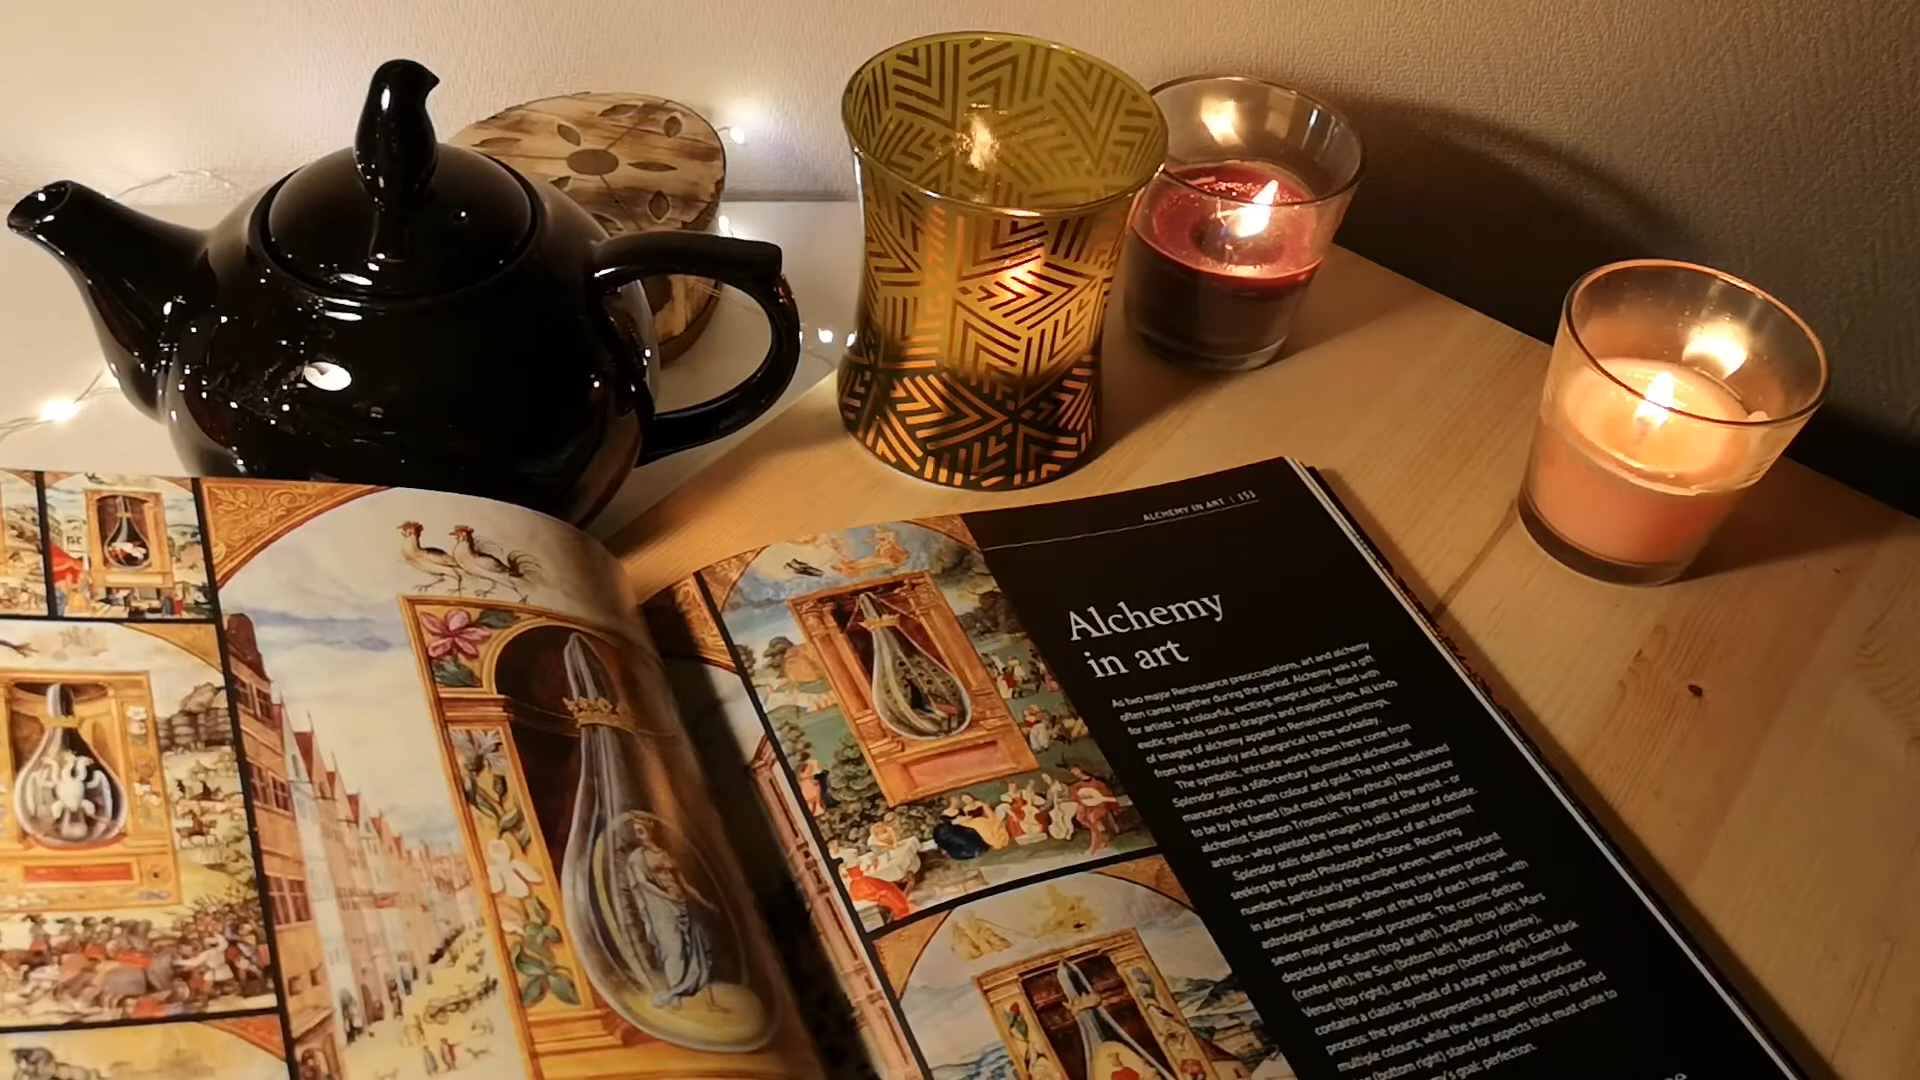 ALCHEMY IN ART | 153
Alchemy
in art
As two major Renaissance preoccupations, art and alchemy
often came together during the period. Alchemy was a gift
for artists – a colourful, exciting, magical topic, filled with
exotic symbols such as dragons and majestic birds. All kinds
of images of alchemy appear in Renaissance paintings,
from the scholarly and allegorical to the workaday.
The symbolic, intricate works shown here come from
Splendor solis, a 16th-century illuminated alchemical
manuscript rich with colour and gold. The text was believed
to be by the famed (but most likely mythical) Renaissance
alchemist, Salomon Trismosin. The name of the artist – or
artists – who painted the images is still a matter of debate.
Splendor solis details the adventures of an alchemist
seeking the prized Philosopher's Stone. Recurring
numbers, particularly the number seven, were important
in alchemy: the images shown here link seven principal
astrological deities – seen at the top of each image – with
seven major alchemical processes. The cosmic deities
depicted are Saturn (top far left), Jupiter (top left), Mars
(centre left), the Sun (bottom left), Mercury (centre),
Venus (top right), and the Moon (bottom right). Each flask
contains a classic symbol of a stage in the alchemical
process: the peacock represents a stage that produces
multiple colours, while the white queen (centre) and red
(bottom right) stand for aspects that must unite to
goal: perfection.